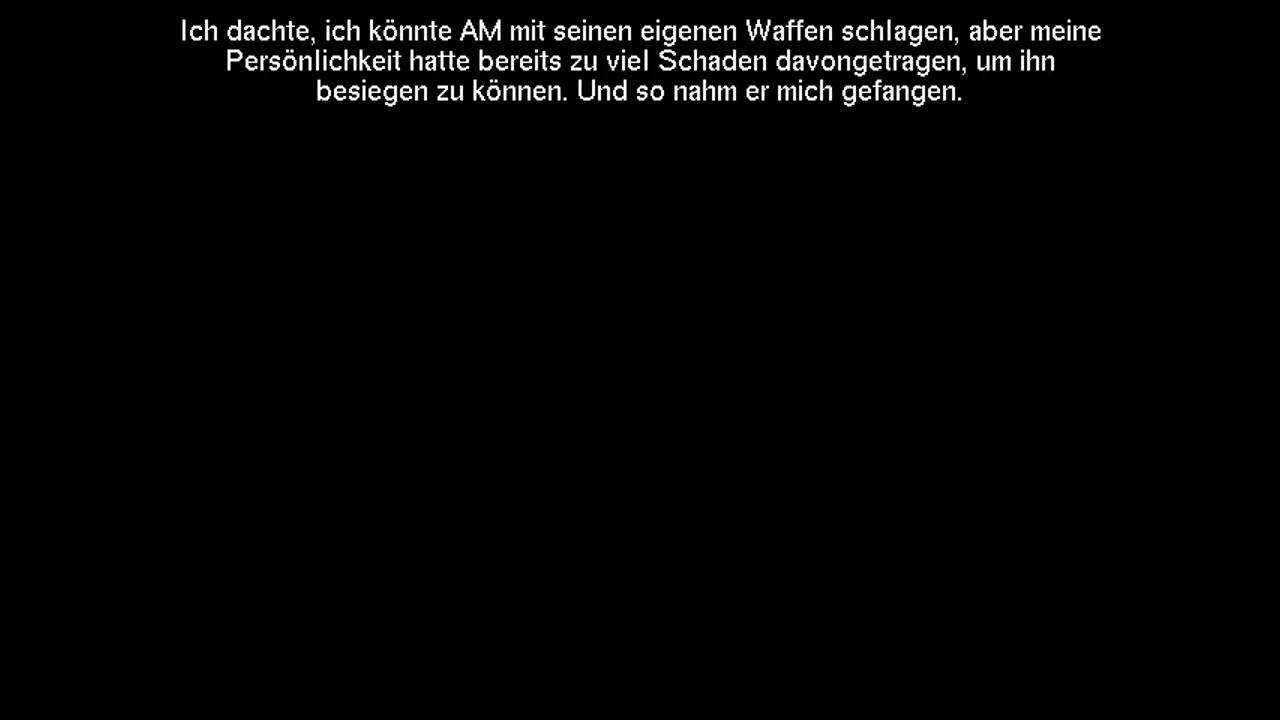 Ich dachte, ich könnte AM mit seinen eigenen Waffen schlagen, aber meine
Persönlichkeit hatte bereits zu viel Schaden davongetragen, um ihn
besiegen zu können. Und so nahm er mich gefangen.